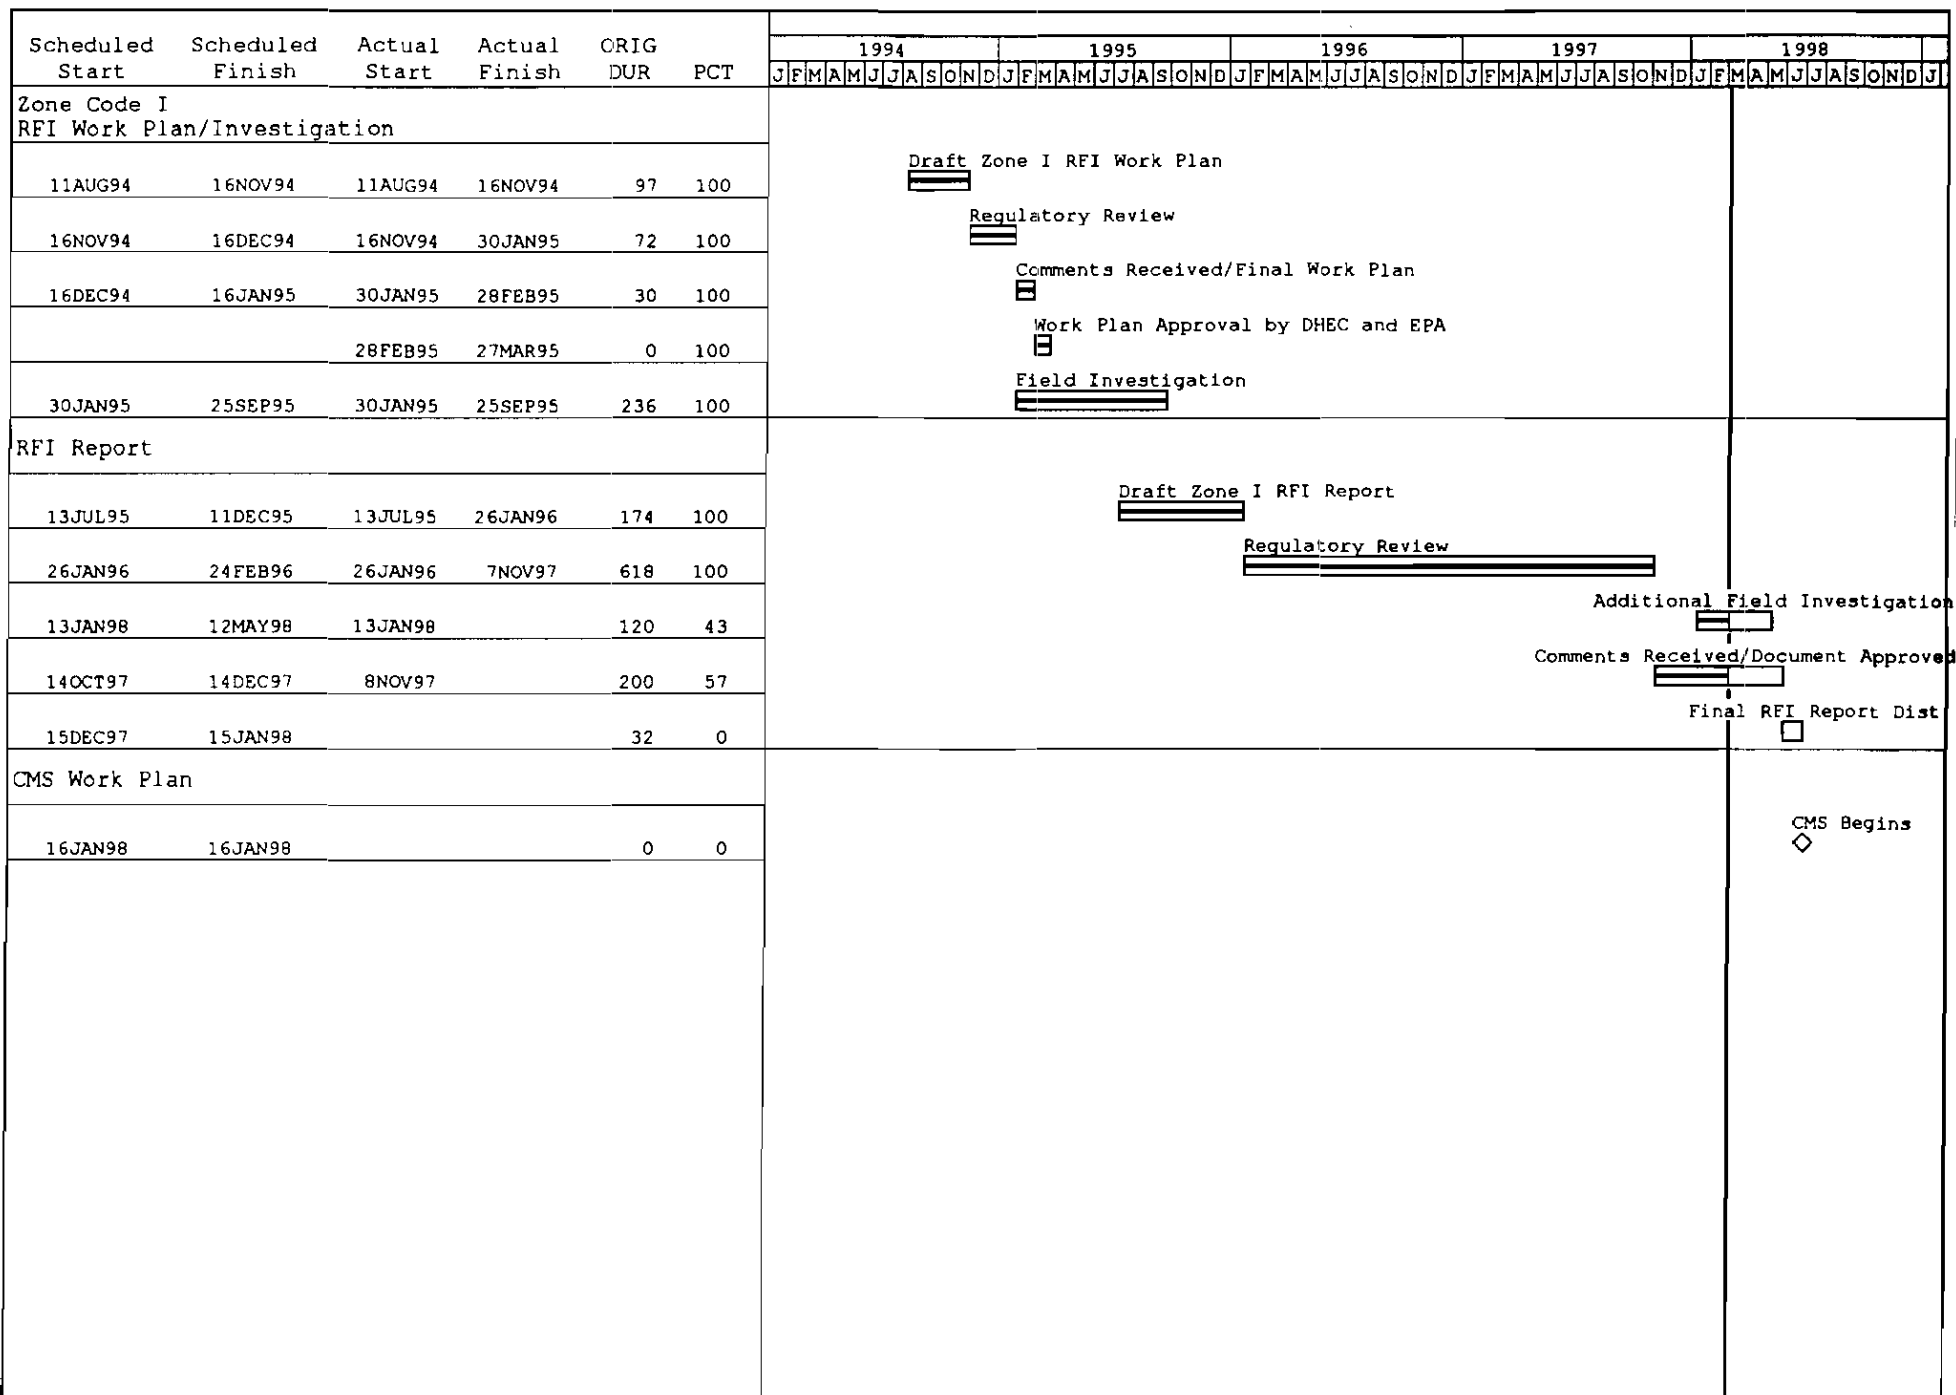 Scheduled Scheduled Actual Actual ORIG
1994 1995 1996 1997 1998
Start Finish Start Finish DUR PCT
J F M A M J J A S O N D J F M A M J J A S O N D J F M A M J J A S O N D J F M A M J J A S O N D J F M A M J J A S O N D J
Zone Code I
RFI Work Plan/Investigation
Draft Zone I RFI Work Plan
11AUG94 16NOV94 11AUG94 16NOV94 97 100
Regulatory Review
16NOV94 16DEC94 16NOV94 30JAN95 72 100
Comments Received/Final Work Plan
16DEC94 16JAN95 30JAN95 28FEB95 30 100
Work Plan Approval by DHEC and EPA
28FEB95 27MAR95 0 100
Field Investigation
30JAN95 25SEP95 30JAN95 25SEP95 236 100
RFI Report
Draft Zone I RFI Report
13JUL95 11DEC95 13JUL95 26JAN96 174 100
Regulatory Review
26JAN96 24FEB96 26JAN96 7NOV97 618 100
Additional Field Investigation
13JAN98 12MAY98 13JAN98 120 43
Comments Received/Document Approved
14OCT97 14DEC97 8NOV97 200 57
Final RFI Report Dist
15DEC97 15JAN98 32 0
CMS Work Plan
CMS Begins
16JAN98 16JAN98 0 0